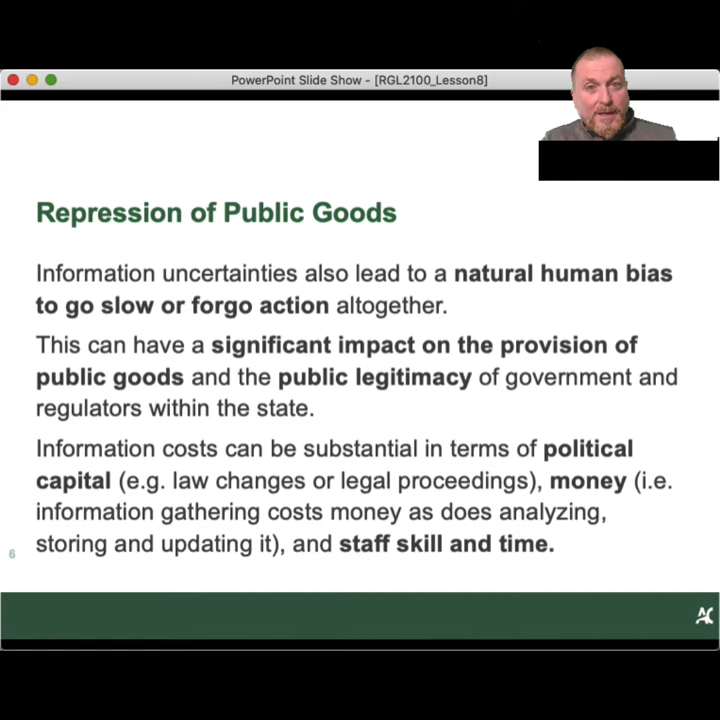 PowerPoint Slide Show - [RGL2100_Lesson8]
Repression of Public Goods
Information uncertainties also lead to a natural human bias
to go slow or forgo action altogether.
This can have a significant impact on the provision of
public goods and the public legitimacy of government and
regulators within the state.
Information costs can be substantial in terms of political
capital (e.g. law changes or legal proceedings), money (i.e.
information gathering costs money as does analyzing,
storing and updating it), and staff skill and time.
6